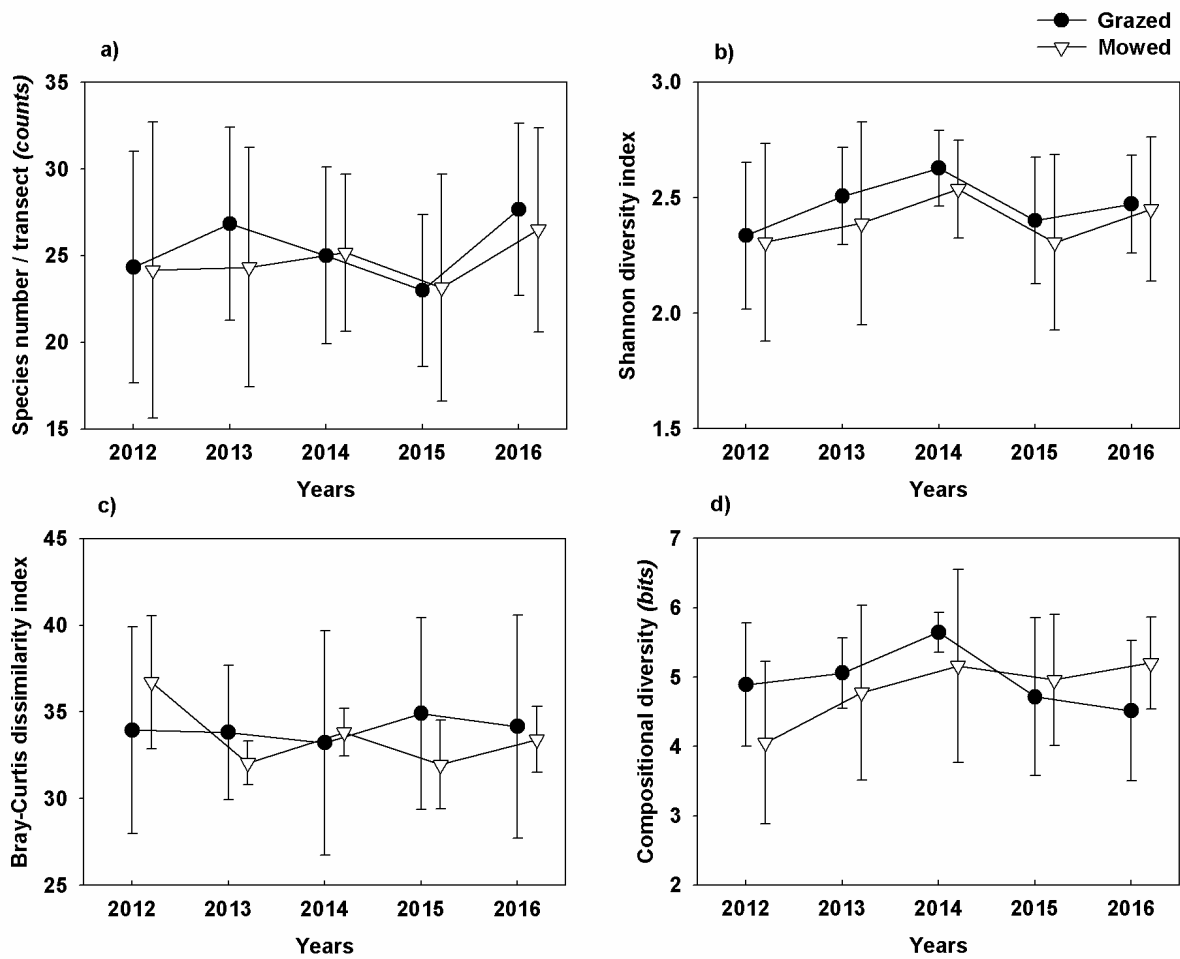 Grazed
Mowed
a)
Species number / transect (counts)
35
30
25
20
15
2012 2013 2014 2015 2016
Years
b)
Shannon diversity index
3.0
2.5
2.0
1.5
2012 2013 2014 2015 2016
Years
c)
Bray-Curtis dissimilarity index
45
40
35
30
25
2012 2013 2014 2015 2016
Years
d)
Compositional diversity (bits)
7
6
5
4
3
2
2012 2013 2014 2015 2016
Years